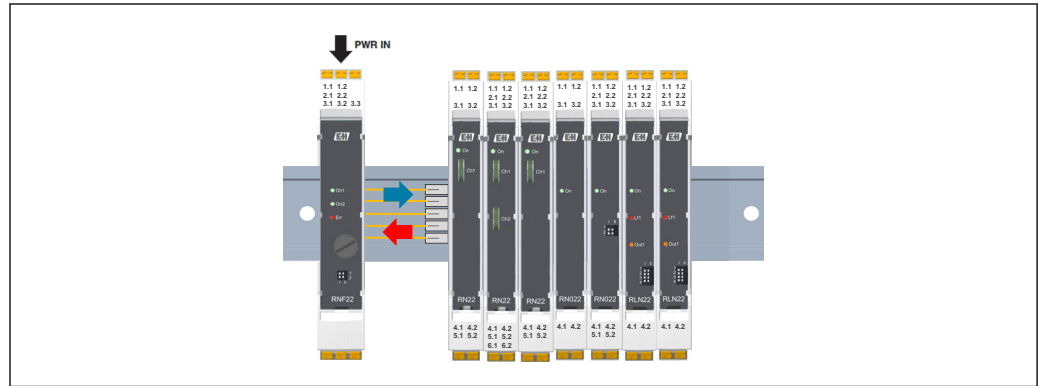 PWR IN
1.1 1.2
2.1 2.2
3.1 3.2 3.3
E+H
On1
On2
Err
1 2
I 0
RNF22
1.1 1.2
3.1 3.2
E+H
On
Ch1
RN22
4.1 4.2
5.1 5.2
1.1 1.2
2.1 2.2
3.1 3.2
E+H
On
Ch1
Ch2
RN22
4.1 4.2
5.1 5.2
6.1 6.2
1.1 1.2
2.1 2.2
3.1 3.2
E+H
On
Ch1
RN22
4.1 4.2
5.1 5.2
1.1 1.2
3.1 3.2
E+H
On
RNO22
4.1 4.2
1.1 1.2
2.1 2.2
3.1 3.2
E+H
On
RNO22
4.1 4.2
5.1 5.2
1.1 1.2
2.1 2.2
3.1 3.2
E+H
On
Lf1
Out1
RLN22
4.1 4.2
1.1 1.2
2.1 2.2
3.1 3.2
E+H
On
Lf1
Out1
RLN22
4.1 4.2